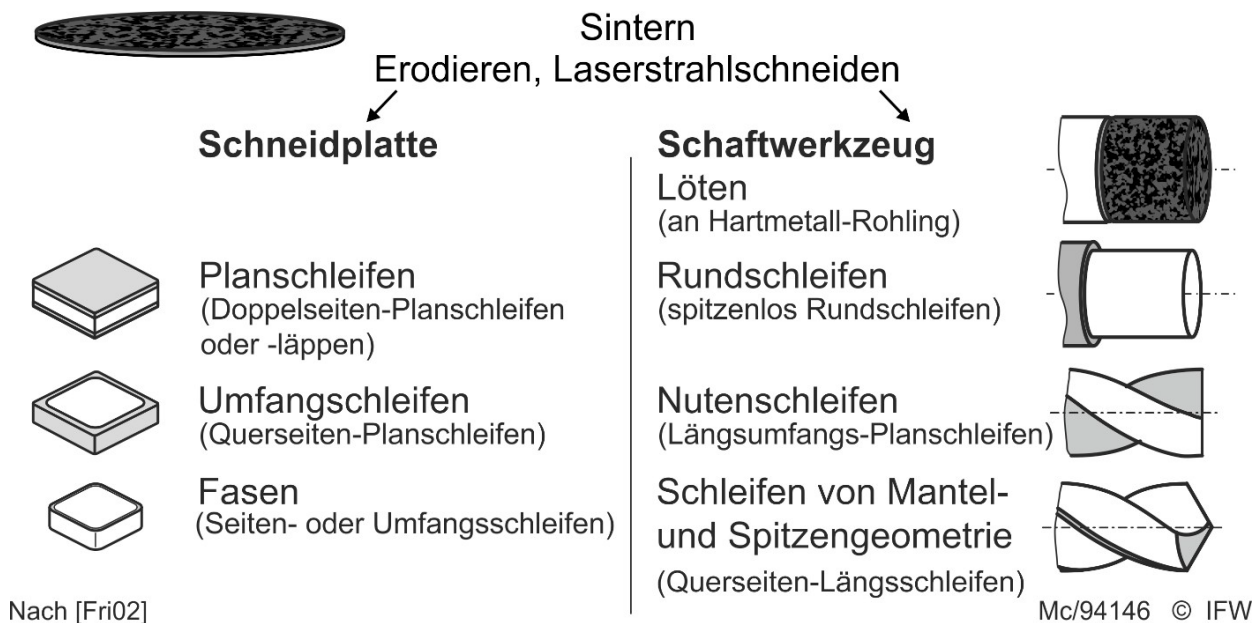 Sintern
Erodieren, Laserstrahlschneiden
Schneidplatte
Planschleifen
(Doppelseiten-Planschleifen
oder -läppen)
Umfangschleifen
(Querseiten-Planschleifen)
Fasen
(Seiten- oder Umfangsschleifen)
Schaftwerkzeug
Löten
(an Hartmetall-Rohling)
Rundschleifen
(spitzenlos Rundschleifen)
Nutenschleifen
(Längsumfangs-Planschleifen)
Schleifen von Mantel-
und Spitzengeometrie
(Querseiten-Längsschleifen)
Nach [Fri02]
Mc/94146 © IFW